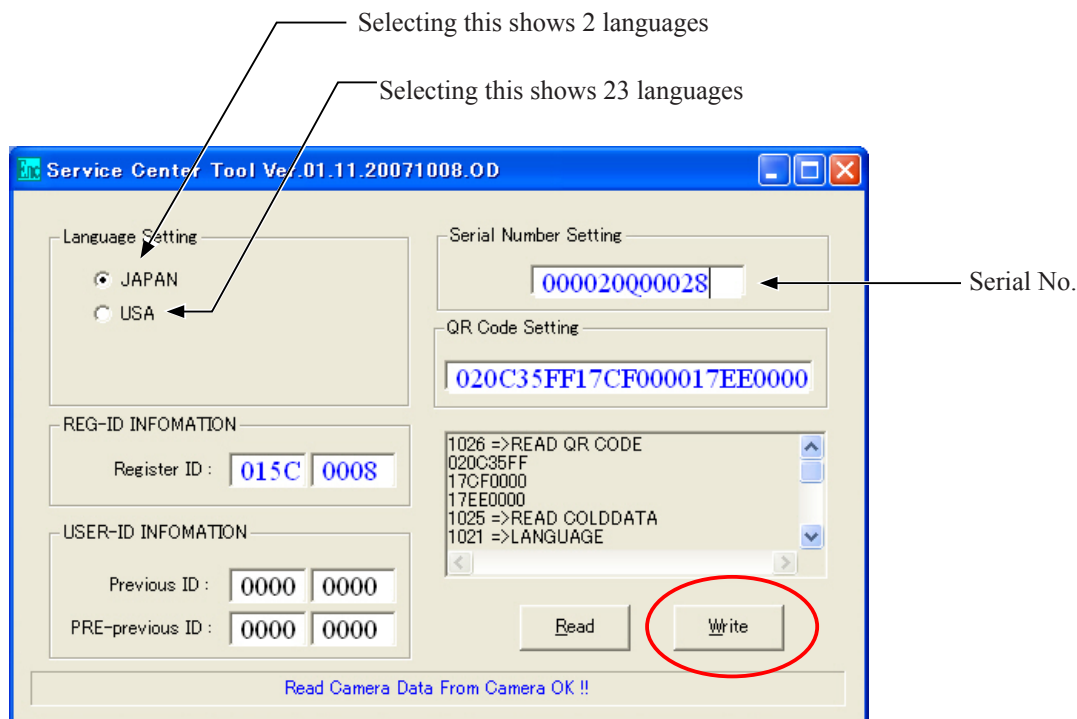 Selecting this shows 2 languages
Selecting this shows 23 languages
Service Center Tool Ver.01.11.20071008.OD
Language Setting
JAPAN
USA
Serial Number Setting
000020Q00028
Serial No.
QR Code Setting
020C35FF17CF000017EE0000
REG-ID INFOMATION
Register ID : 015C 0008
1026 =>READ QR CODE
020C35FF
17CF0000
17EE0000
1025 =>READ COLDDATA
1021 =>LANGUAGE
USER-ID INFOMATION
Previous ID : 0000 0000
PRE-previous ID : 0000 0000
Read
Write
Read Camera Data From Camera OK !!